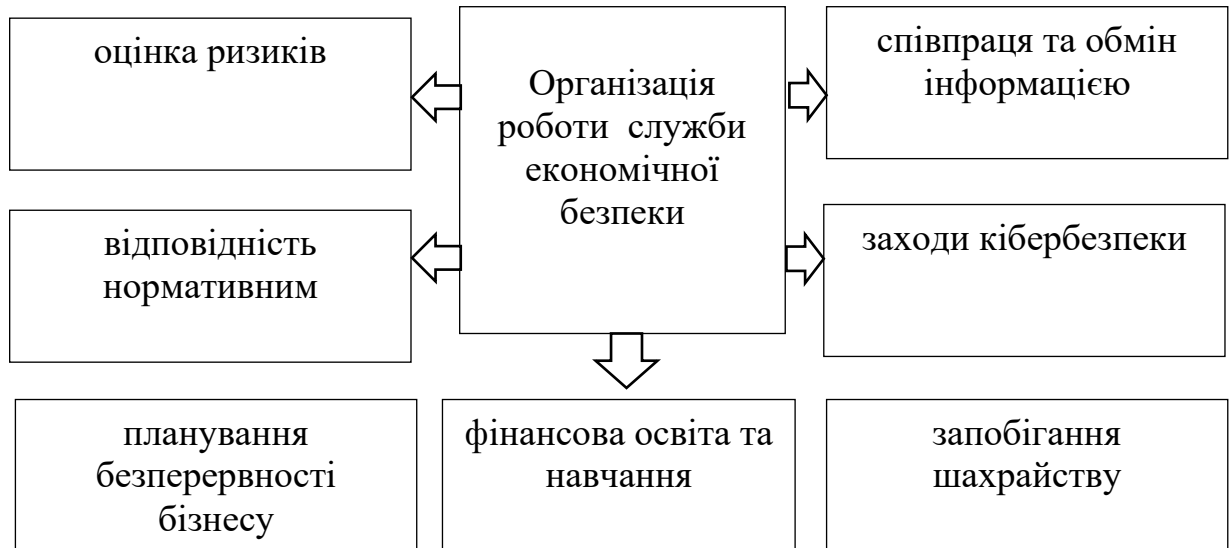 оцінка ризиків
Організація
роботи служби
економічної
безпеки
співпраця та обмін
інформацією
відповідність
нормативним
заходи кібербезпеки
планування
безперервності
бізнесу
фінансова освіта та
навчання
запобігання
шахрайству